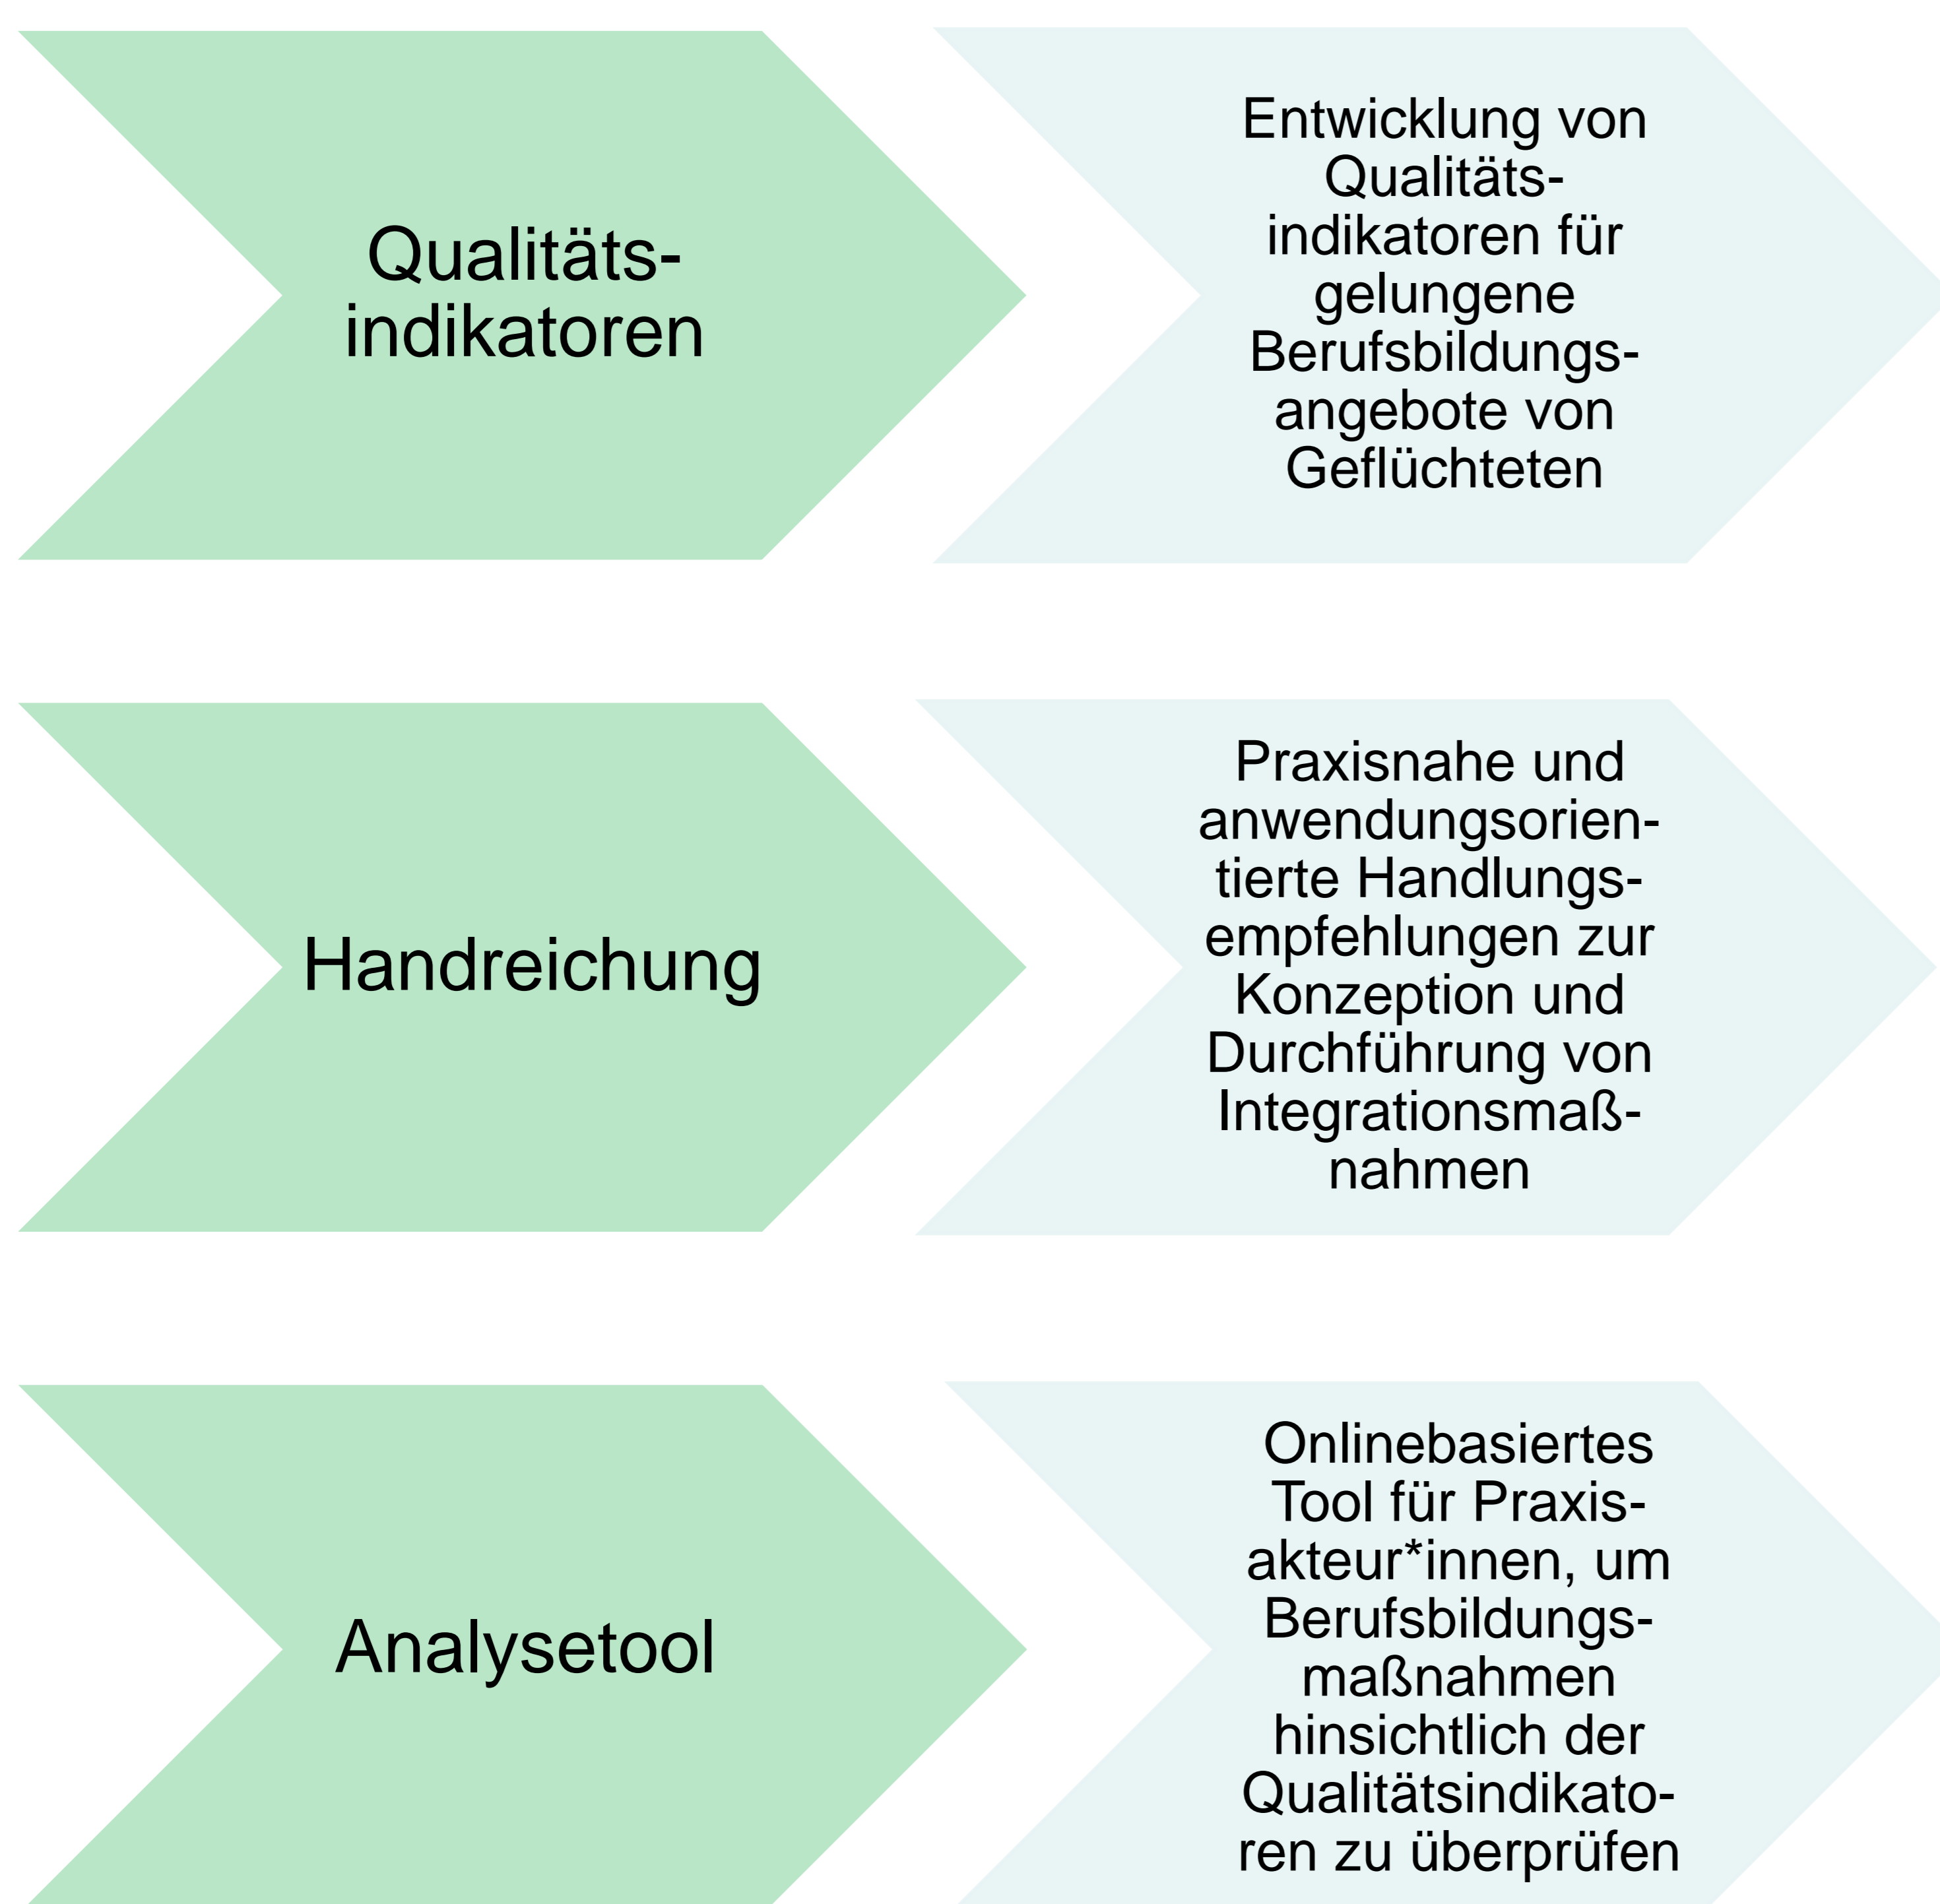 Qualitäts-
indikatoren
Entwicklung von
Qualitäts-
indikatoren für
gelungene
Berufsbildungs-
angebote von
Geflüchteten
Handreichung
Praxisnahe und
anwendungsorien-
tierte Handlungs-
empfehlungen zur
Konzeption und
Durchführung von
Integrationsmaß-
nahmen
Analysetool
Onlinebasiertes
Tool für Praxis-
akteur*innen, um
Berufsbildungs-
maßnahmen
hinsichtlich der
Qualitätsindikato-
ren zu überprüfen